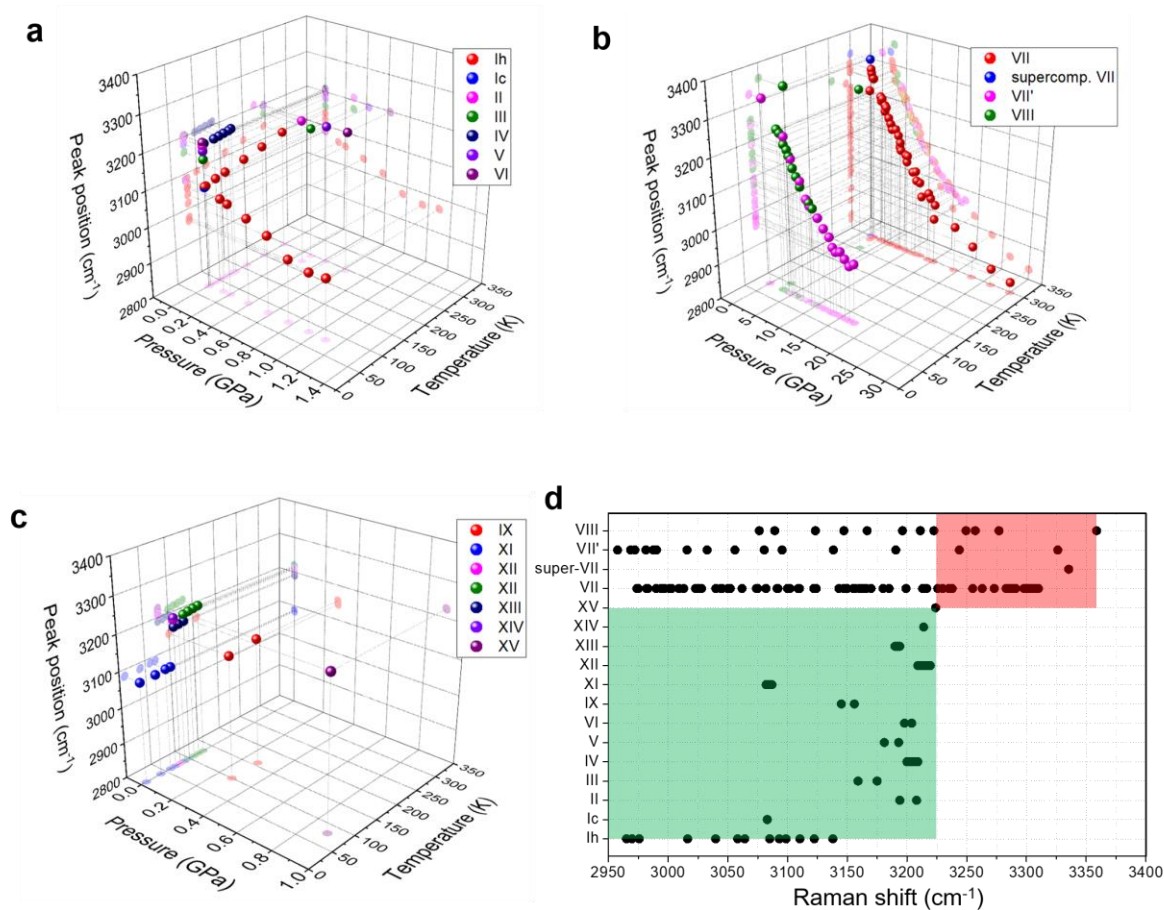 a
Ih
Ic
II
III
IV
V
VI
3400
3300
3200
3100
3000
2900
2800
Peak position (cm-1)
0.0
0.2
0.4
0.6
0.8
1.0
1.2
1.4
Pressure (GPa)
0
50
100
150
200
250
300
350
Temperature (K)
b
VII
supercomp. VII
VII'
VIII
3400
3300
3200
3100
3000
2900
2800
Peak position (cm-1)
0
5
10
15
20
25
30
Pressure (GPa)
0
50
100
150
200
250
300
350
Temperature (K)
c
IX
XI
XII
XII
XIII
XIV
XV
3400
3300
3200
3100
3000
2900
2800
Peak position (cm-1)
0.0
0.2
0.4
0.6
0.8
1.0
Pressure (GPa)
0
50
100
150
200
250
300
350
Temperature (K)
d
VIII
VII'
super-VII
VII
XV
XIV
XIII
XII
XI
IX
VI
V
IV
III
II
Ic
Ih
2950 3000 3050 3100 3150 3200 3250 3300 3350 3400
Raman shift (cm-1)